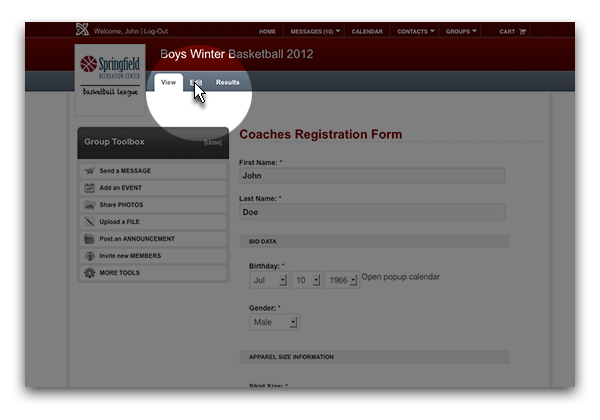 Welcome, John | Log-Out
HOME
MESSAGES (10)
CALENDAR
CONTACTS
GROUPS
CART
Boys Winter Basketball 2012
Springfield
RECREATION CENTER
basketball league
View
Edit
Results
Group Toolbox
[close]
Send a MESSAGE
Add an EVENT
Share PHOTOS
Upload a FILE
Post an ANNOUNCEMENT
Invite new MEMBERS
MORE TOOLS
Coaches Registration Form
First Name: *
John
Last Name: *
Doe
BIO DATA
Birthday: *
Jul 10 1966 Open popup calendar
Gender: *
Male
APPAREL SIZE INFORMATION
Shirt Size: *